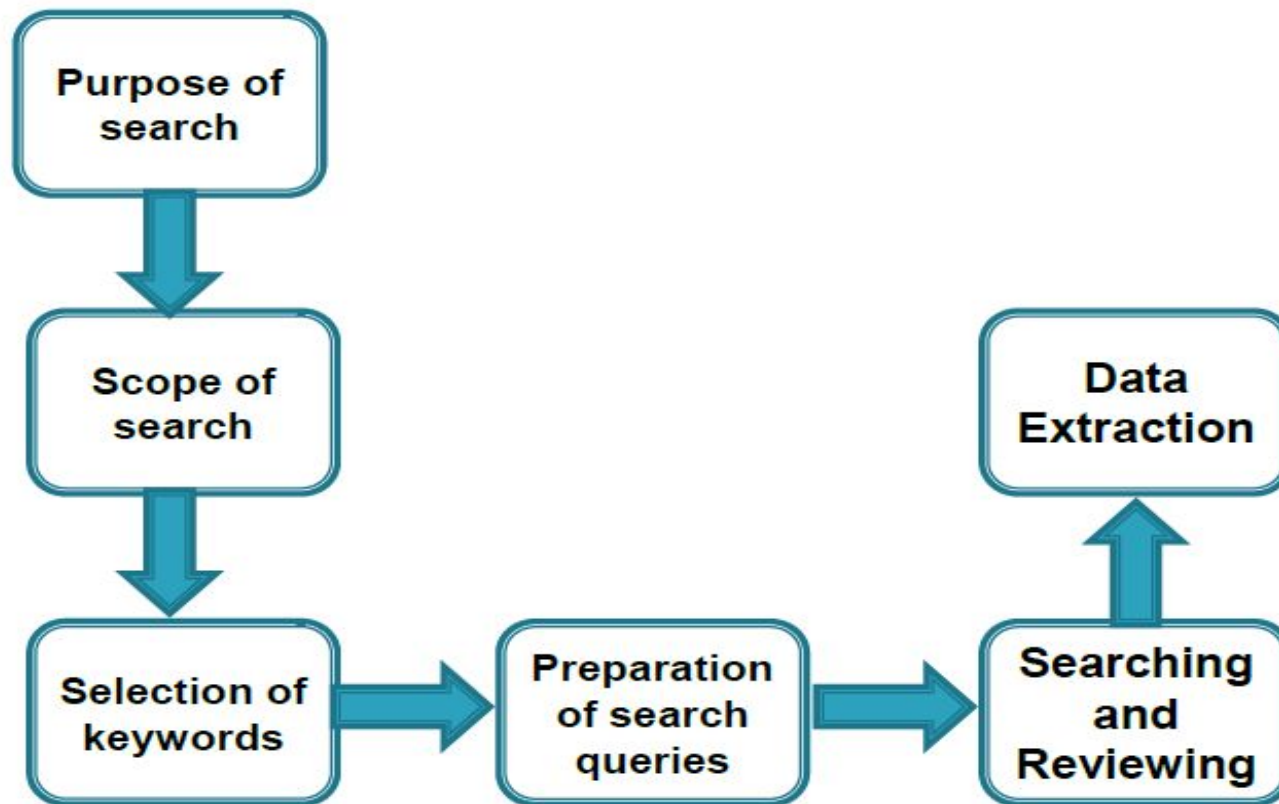 Purpose of
search
Scope of
search
Selection of
keywords
Preparation
of search
queries
Searching
and
Reviewing
Data
Extraction